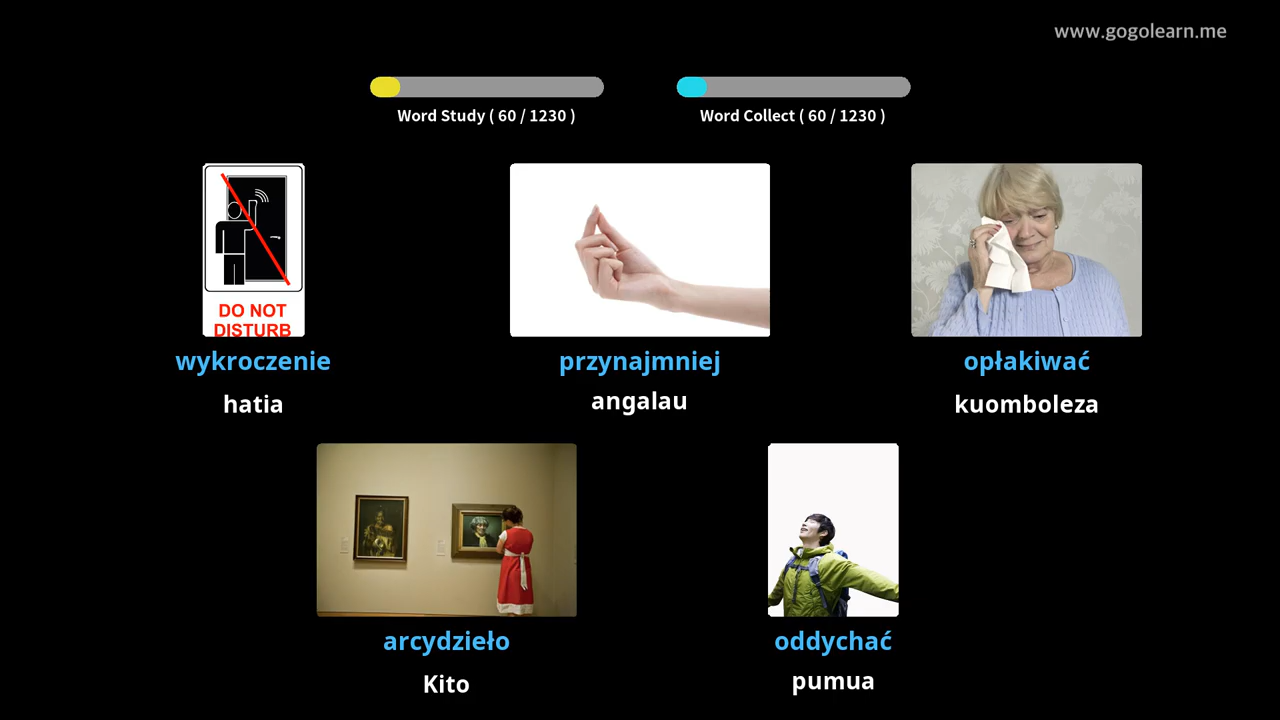 www.gogolearn.me
Word Study ( 60 / 1230 )
Word Collect ( 60 / 1230 )
DO NOT
DISTURB
wykroczenie
hatia
przynajmniej
angalau
opłakiwać
kuomboleza
arcydzieło
Kito
oddychać
pumua